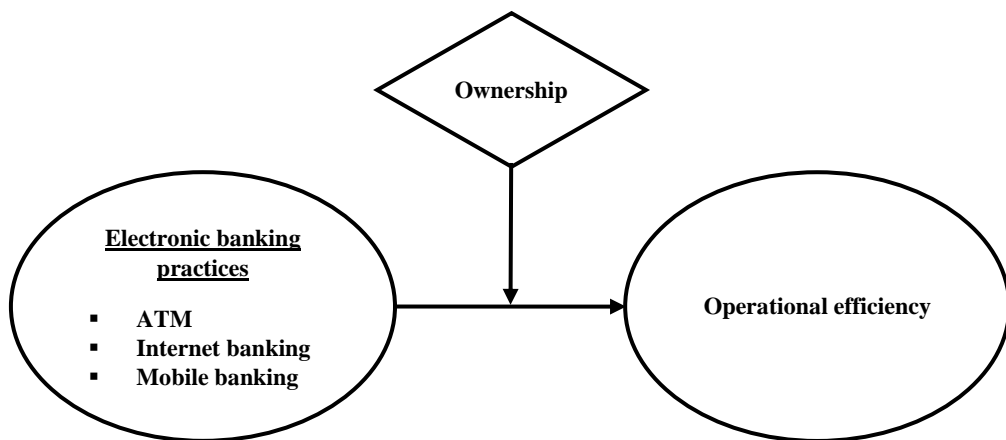 Ownership
Electronic banking
practices
▪ ATM
▪ Internet banking
▪ Mobile banking
Operational efficiency